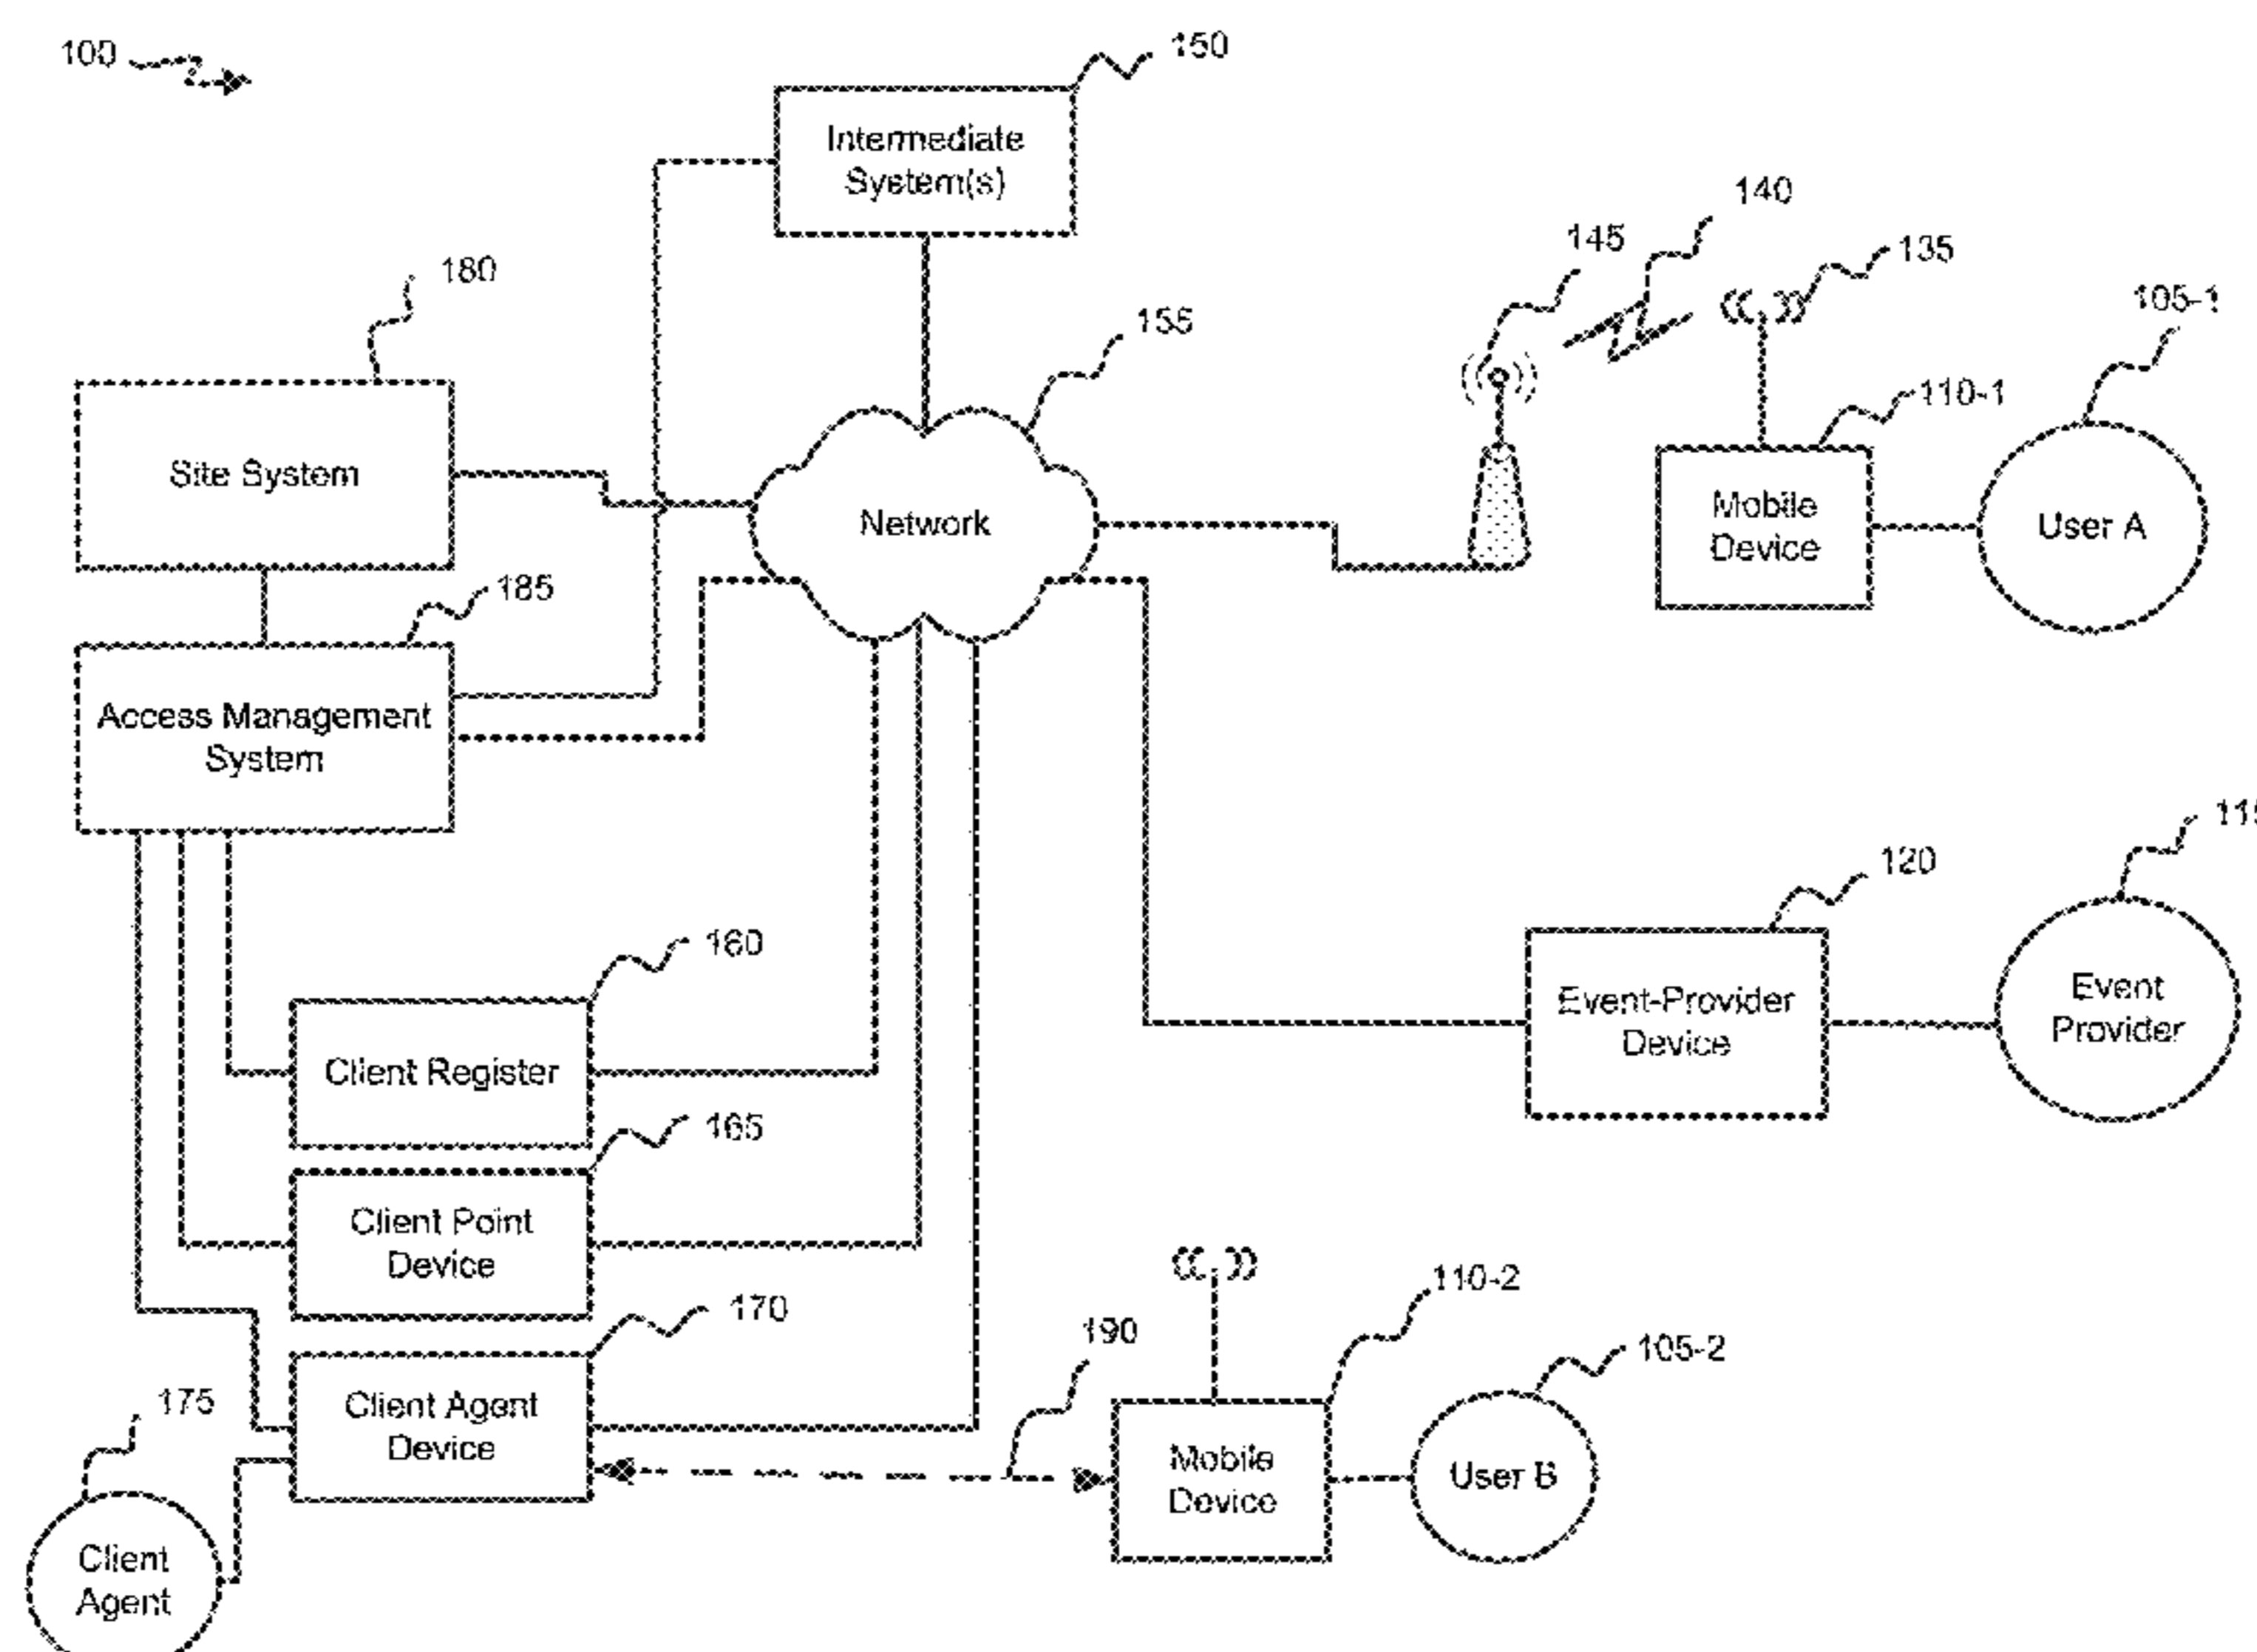 100
150
Intermediate
System(s)
140
145
135
105-1
180
155
110-1
Site System
Network
Mobile
Device
User A
185
Access Management
System
115
120
160
Event-Provider
Device
Event
Provider
Client Register
165
Client Point
Device
110-2
170
190
105-2
175
Client Agent
Device
Mobile
Device
User B
Client
Agent